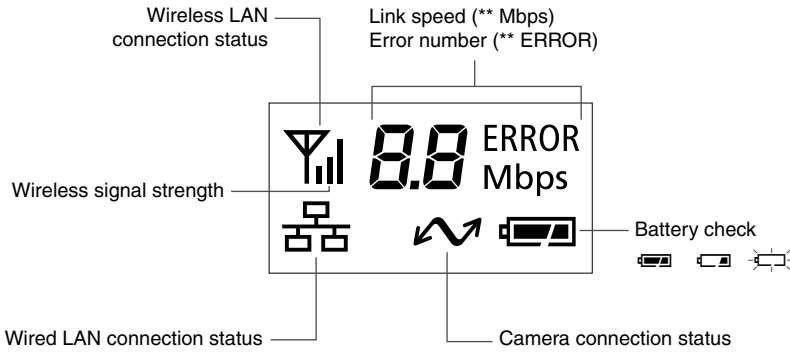 Wireless LAN
connection status
Link speed (** Mbps)
Error number (** ERROR)
8.8 ERROR
Mbps
Wireless signal strength
Battery check
Wired LAN connection status
Camera connection status